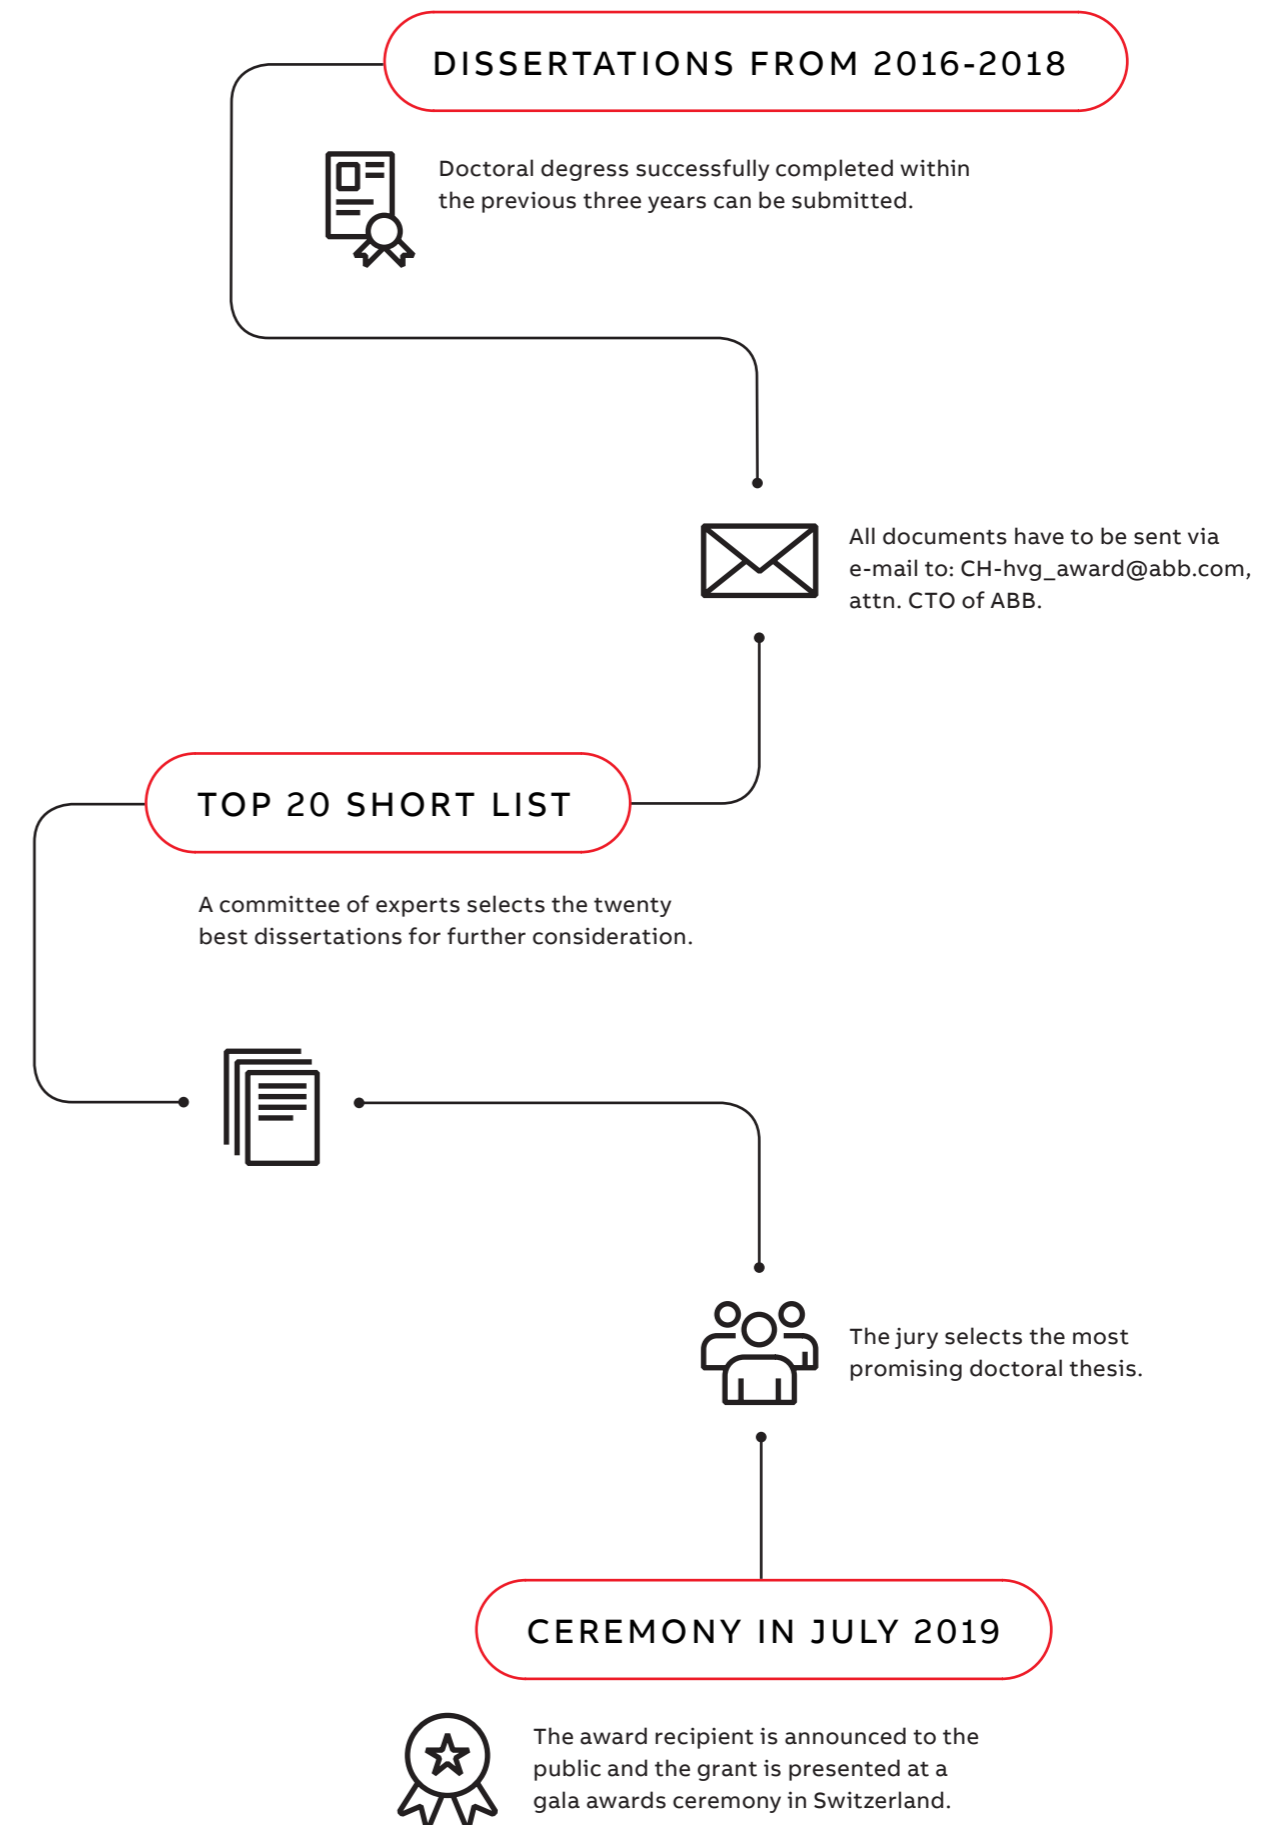 DISSERTATIONS FROM 2016-2018
Doctoral degress successfully completed within
the previous three years can be submitted.
All documents have to be sent via
e-mail to: CH-hvg_award@abb.com,
attn. CTO of ABB.
TOP 20 SHORT LIST
A committee of experts selects the twenty
best dissertations for further consideration.
The jury selects the most
promising doctoral thesis.
CEREMONY IN JULY 2019
The award recipient is announced to the
public and the grant is presented at a
gala awards ceremony in Switzerland.